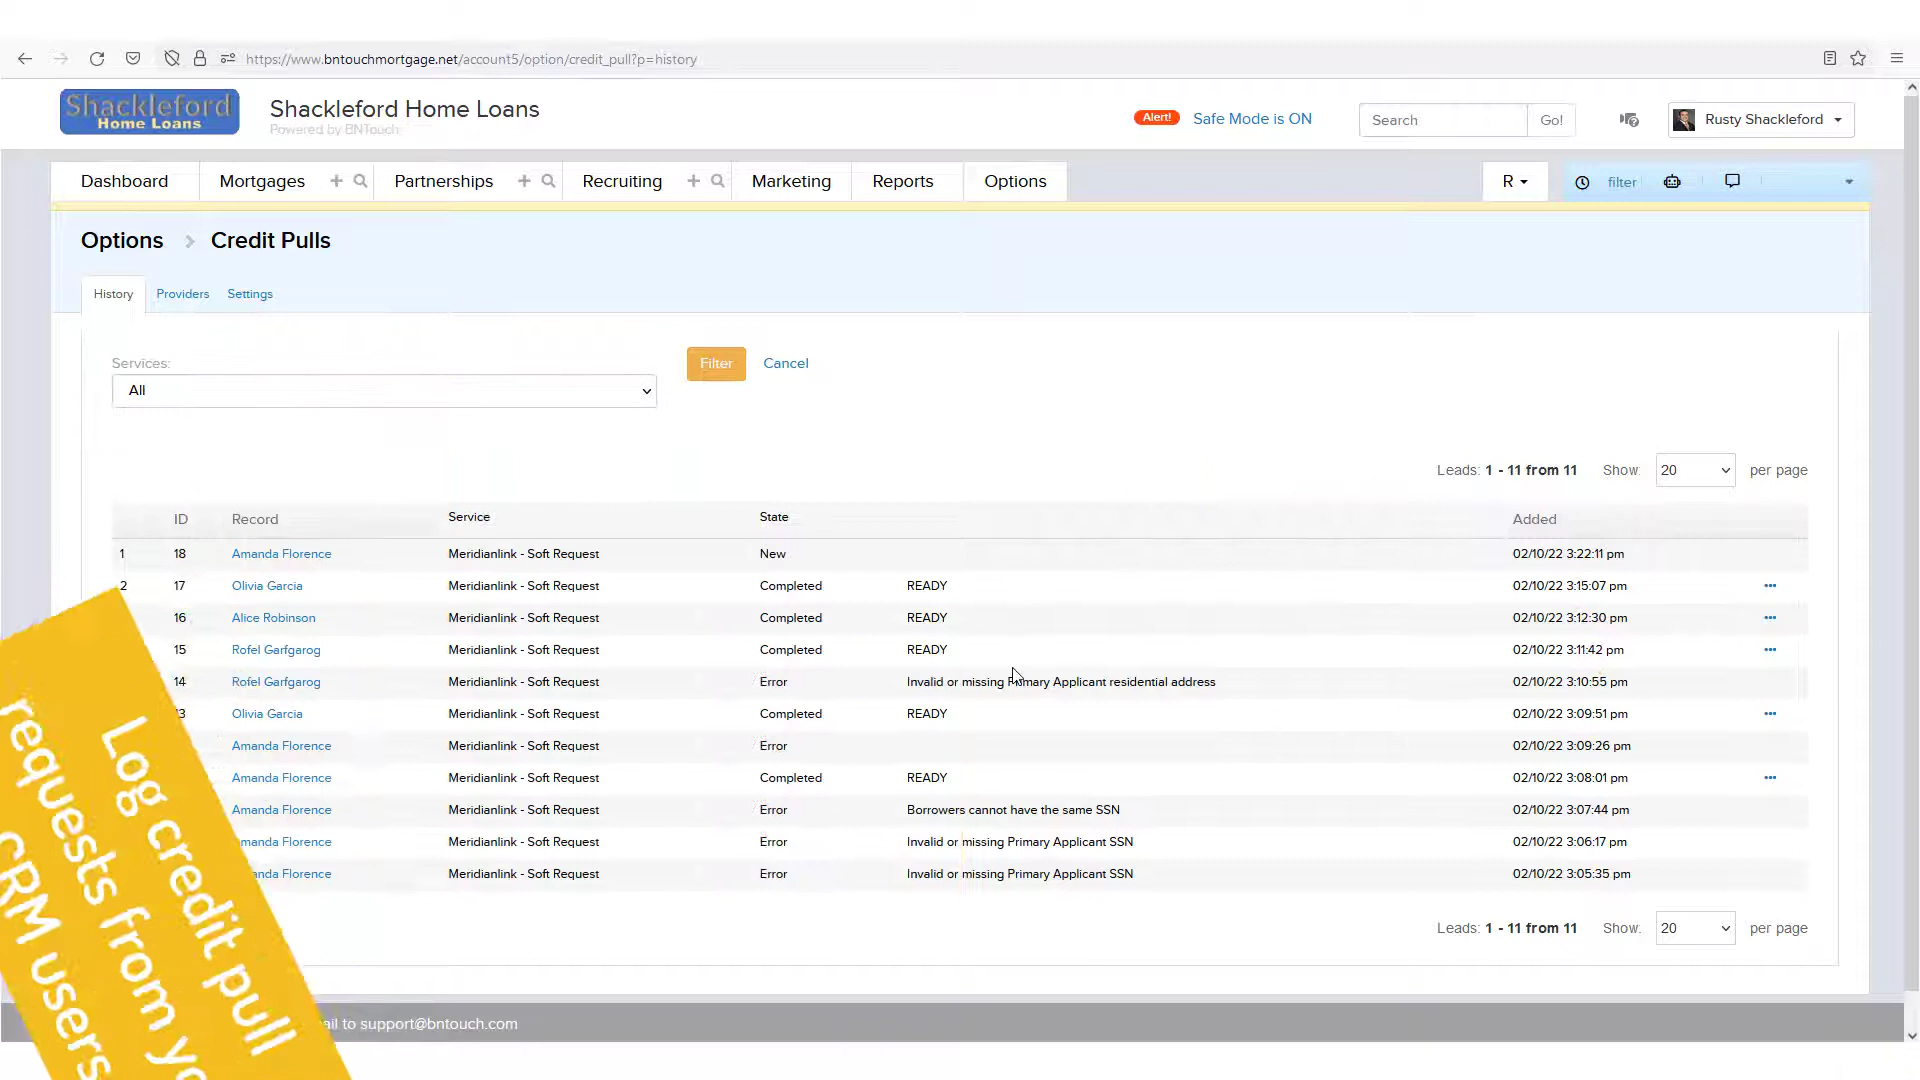 https://www.bntouchmortgage.net/account5/option/credit_pull?p=history
Shackleford
Home Loans
Shackleford Home Loans
Powered by BNTouch
Alert! Safe Mode is ON
Search Go!
Rusty Shackleford
Dashboard Mortgages Partnerships Recruiting Marketing Reports Options
R filter
Options Credit Pulls
History Providers Settings
Services:
All
Filter Cancel
Leads: 1 - 11 from 11 Show: 20 per page
ID Record Service State Added
1 18 Amanda Florence Meridianlink - Soft Request New 02/10/22 3:22:11 pm
2 17 Olivia Garcia Meridianlink - Soft Request Completed READY 02/10/22 3:15:07 pm
16 Alice Robinson Meridianlink - Soft Request Completed READY 02/10/22 3:12:30 pm
15 Rofel Garfgarog Meridianlink - Soft Request Completed READY 02/10/22 3:11:42 pm
14 Rofel Garfgarog Meridianlink - Soft Request Error Invalid or missing Primary Applicant residential address 02/10/22 3:10:55 pm
3 Olivia Garcia Meridianlink - Soft Request Completed READY 02/10/22 3:09:51 pm
Amanda Florence Meridianlink - Soft Request Error 02/10/22 3:09:26 pm
Amanda Florence Meridianlink - Soft Request Completed READY 02/10/22 3:08:01 pm
Amanda Florence Meridianlink - Soft Request Error Borrowers cannot have the same SSN 02/10/22 3:07:44 pm
manda Florence Meridianlink - Soft Request Error Invalid or missing Primary Applicant SSN 02/10/22 3:06:17 pm
anda Florence Meridianlink - Soft Request Error Invalid or missing Primary Applicant SSN 02/10/22 3:05:35 pm
Leads: 1 - 11 from 11 Show: 20 per page
ail to support@bntouch.com
Log credit pull
requests from yo
CRM users